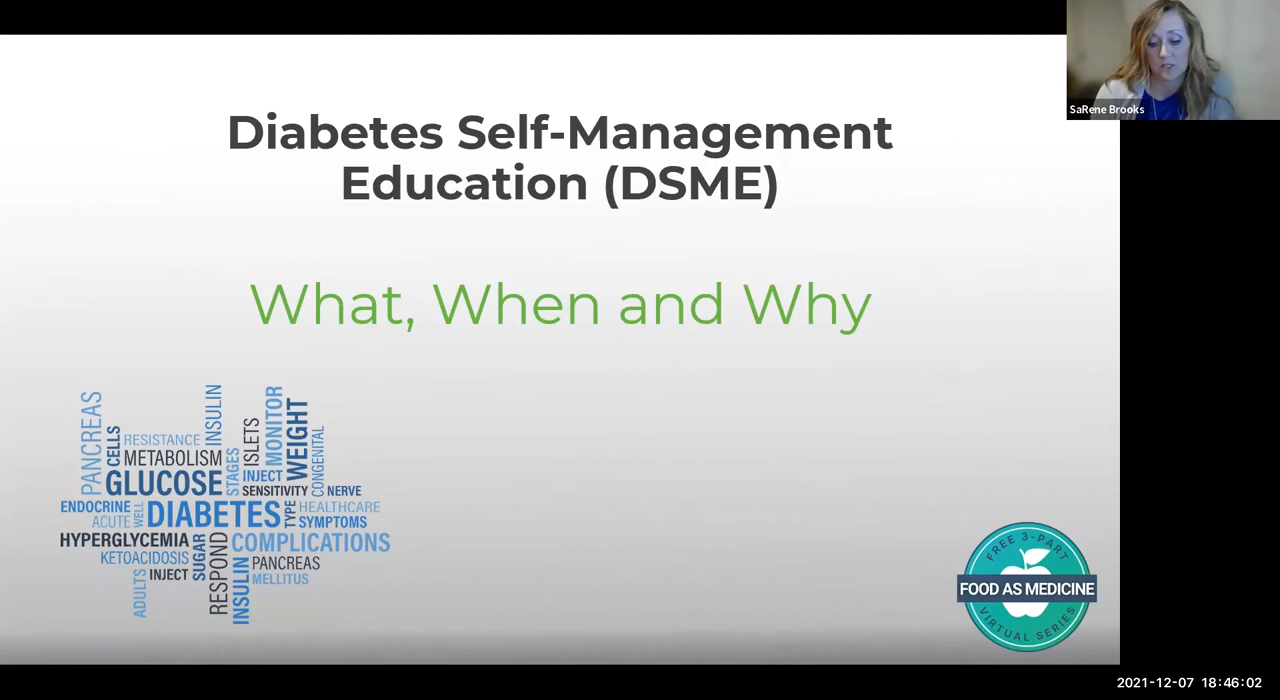 SaRene Brooks
Diabetes Self-Management
Education (DSME)
What, When and Why
PANCREAS
CELLS
RESISTANCE
INSULIN
METABOLISM
GLUCOSE
STAGES
ISLETS
MONITOR
WEIGHT
CONGENITAL
INJECT
SENSITIVITY
NERVE
ENDOCRINE
ACUTE
WELL
DIABETES
TYPE
HEALTHCARE
SYMPTOMS
HYPERGLYCEMIA
KETOACIDOSIS
SUGAR
RESPOND
COMPLICATIONS
ADULTS
INJECT
INSULIN
PANCREAS
MELLITUS
FREE 3-PART
FOOD AS MEDICINE
VIRTUAL SERIES
2021-12-07 18:46:02